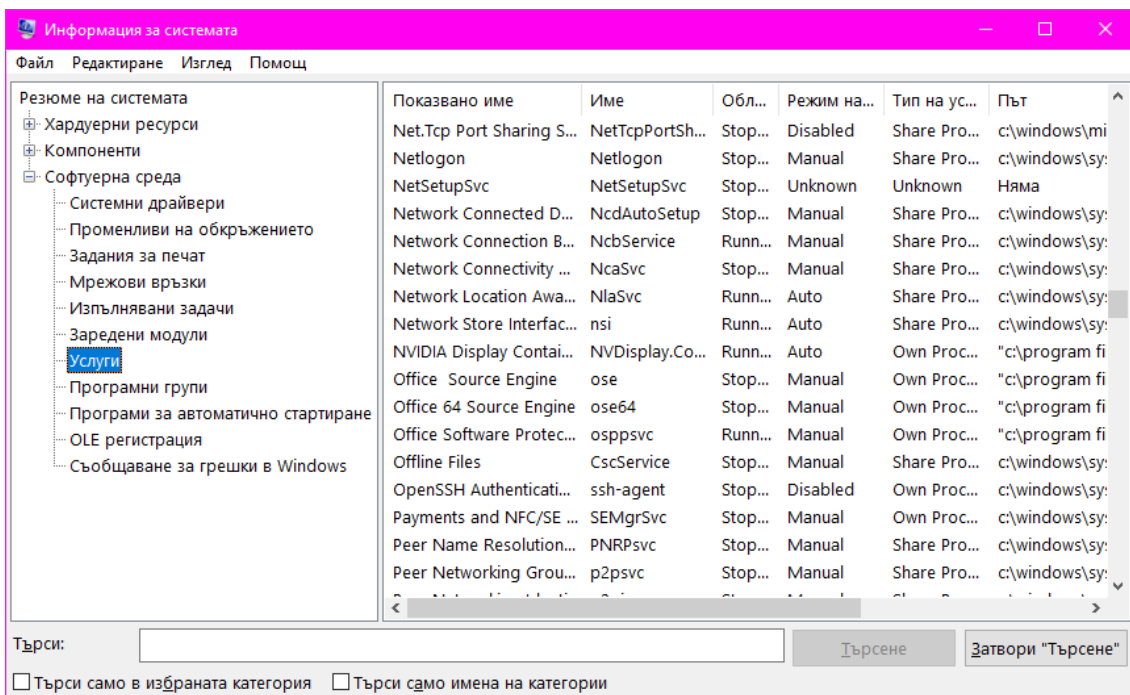 Информация за системата
Файл Редактиране Изглед Помощ
Резюме на системата
Хардуерни ресурси
Компоненти
Софтуерна среда
Системни драйвери
Променливи на обкръжението
Задания за печат
Мрежови връзки
Изпълнявани задачи
Заредени модули
Услуги
Програмни групи
Програми за автоматично стартиране
OLE регистрация
Съобщаване за грешки в Windows
Показвано име Име Обл... Режим на... Тип на ус... Път
Net.Tcp Port Sharing S... NetTcpPortSh... Stop... Disabled Share Pro... c:\windows\mi
Netlogon Netlogon Stop... Manual Share Pro... c:\windows\sy
NetSetupSvc NetSetupSvc Stop... Unknown Unknown Няма
Network Connected D... NcdAutoSetup Stop... Manual Share Pro... c:\windows\sy
Network Connection B... NcbService Runn... Manual Share Pro... c:\windows\sy
Network Connectivity ... NcaSvc Stop... Manual Share Pro... c:\windows\sy
Network Location Awa... NlaSvc Runn... Auto Share Pro... c:\windows\sy
Network Store Interfac... nsi Runn... Auto Share Pro... c:\windows\sy
NVIDIA Display Contai... NVDisplay.Co... Runn... Auto Own Proc... "c:\program fi
Office  Source Engine ose Stop... Manual Own Proc... "c:\program fi
Office 64 Source Engine ose64 Stop... Manual Own Proc... "c:\program fi
Office Software Protec... osppsvc Runn... Manual Own Proc... "c:\program fi
Offline Files CscService Stop... Manual Share Pro... c:\windows\sy
OpenSSH Authenticati... ssh-agent Stop... Disabled Own Proc... c:\windows\sy
Payments and NFC/SE ... SEMgrSvc Stop... Manual Own Proc... c:\windows\sy
Peer Name Resolution... PNRPsvc Stop... Manual Share Pro... c:\windows\sy
Peer Networking Grou... p2psvc Stop... Manual Share Pro... c:\windows\sy
Търси: Търсене Затвори "Търсене"
Търси само в избраната категория Търси само имена на категории